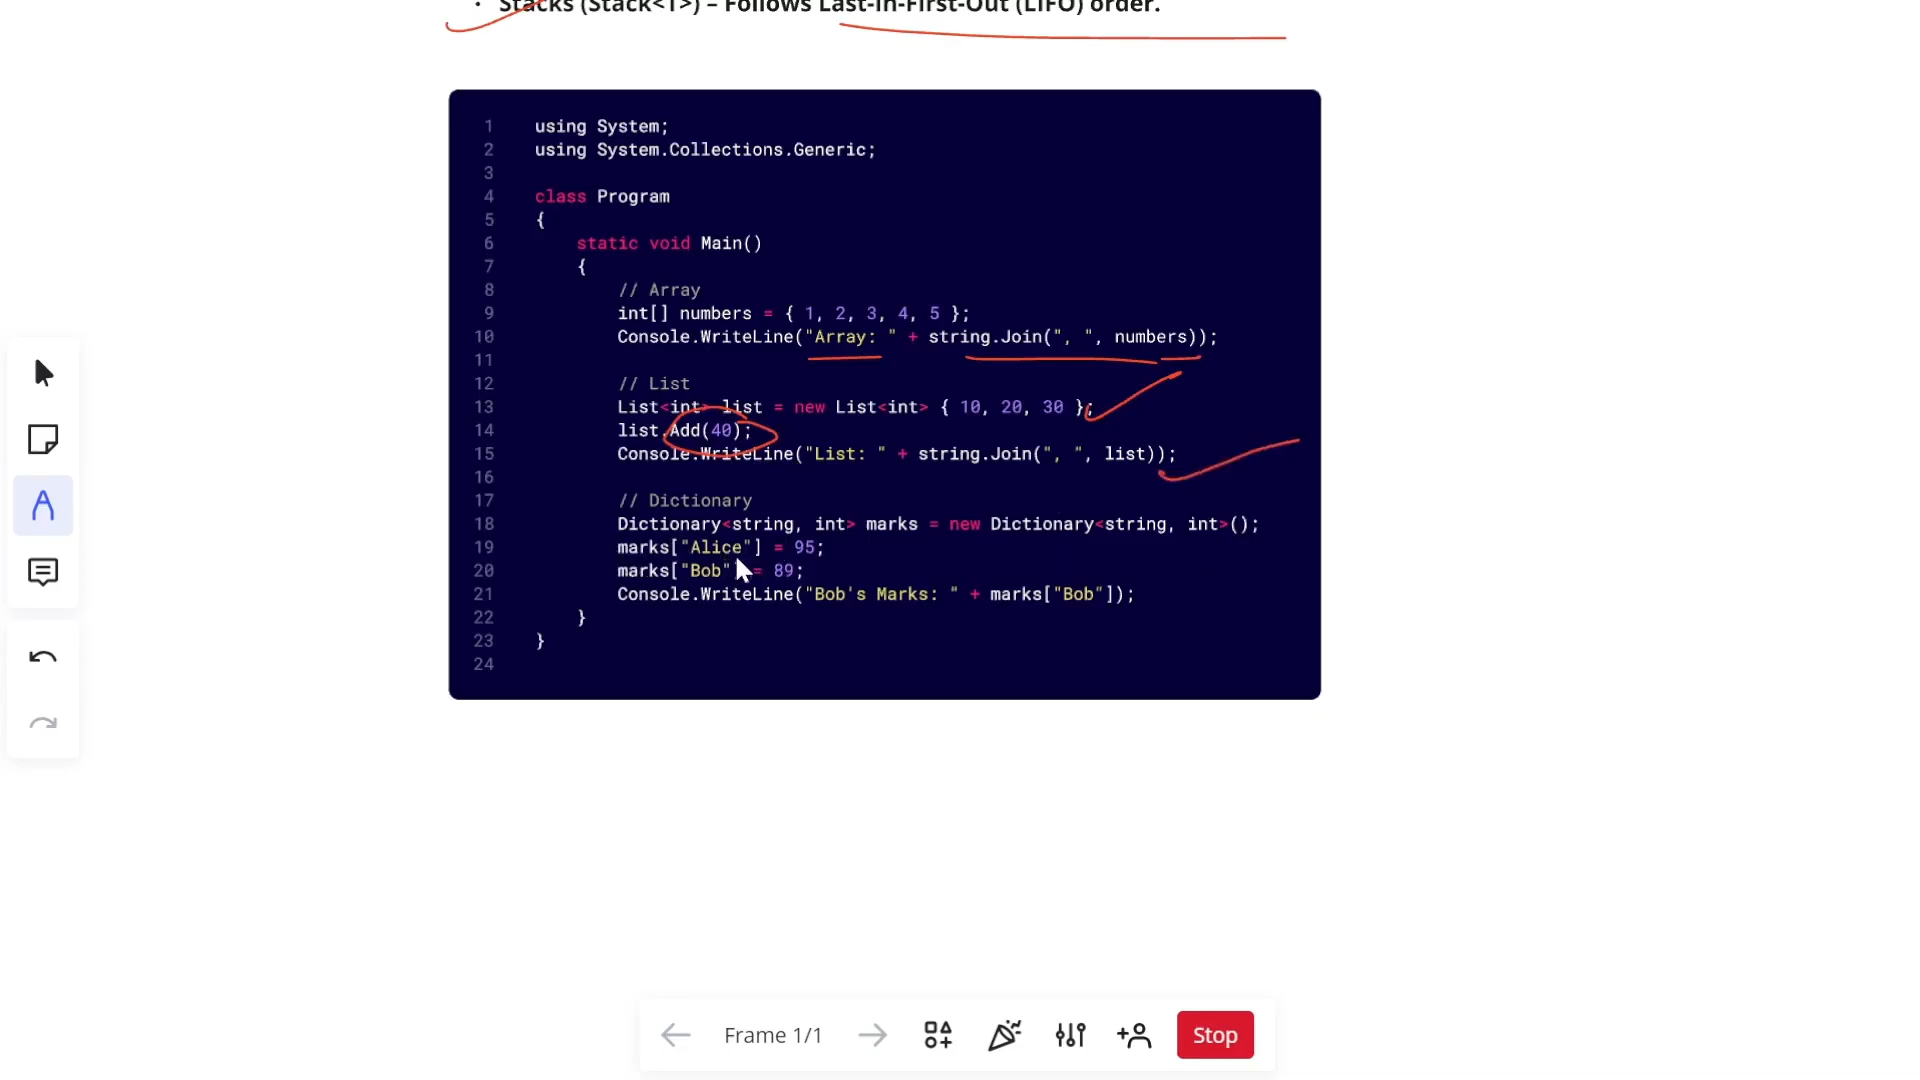 • Stacks (Stack<T>) – Follows Last-In-First-Out (LIFO) order.
1 using System;
2 using System.Collections.Generic;
3
4 class Program
5 {
6 static void Main()
7 {
8 // Array
9 int[] numbers = { 1, 2, 3, 4, 5 };
10 Console.WriteLine("Array: " + string.Join(", ", numbers));
11
12 // List
13 List<int> list = new List<int> { 10, 20, 30 };
14 list.Add(40);
15 Console.WriteLine("List: " + string.Join(", ", list));
16
17 // Dictionary
18 Dictionary<string, int> marks = new Dictionary<string, int>();
19 marks["Alice"] = 95;
20 marks["Bob"] = 89;
21 Console.WriteLine("Bob's Marks: " + marks["Bob"]);
22 }
23 }
24
Frame 1/1
Stop